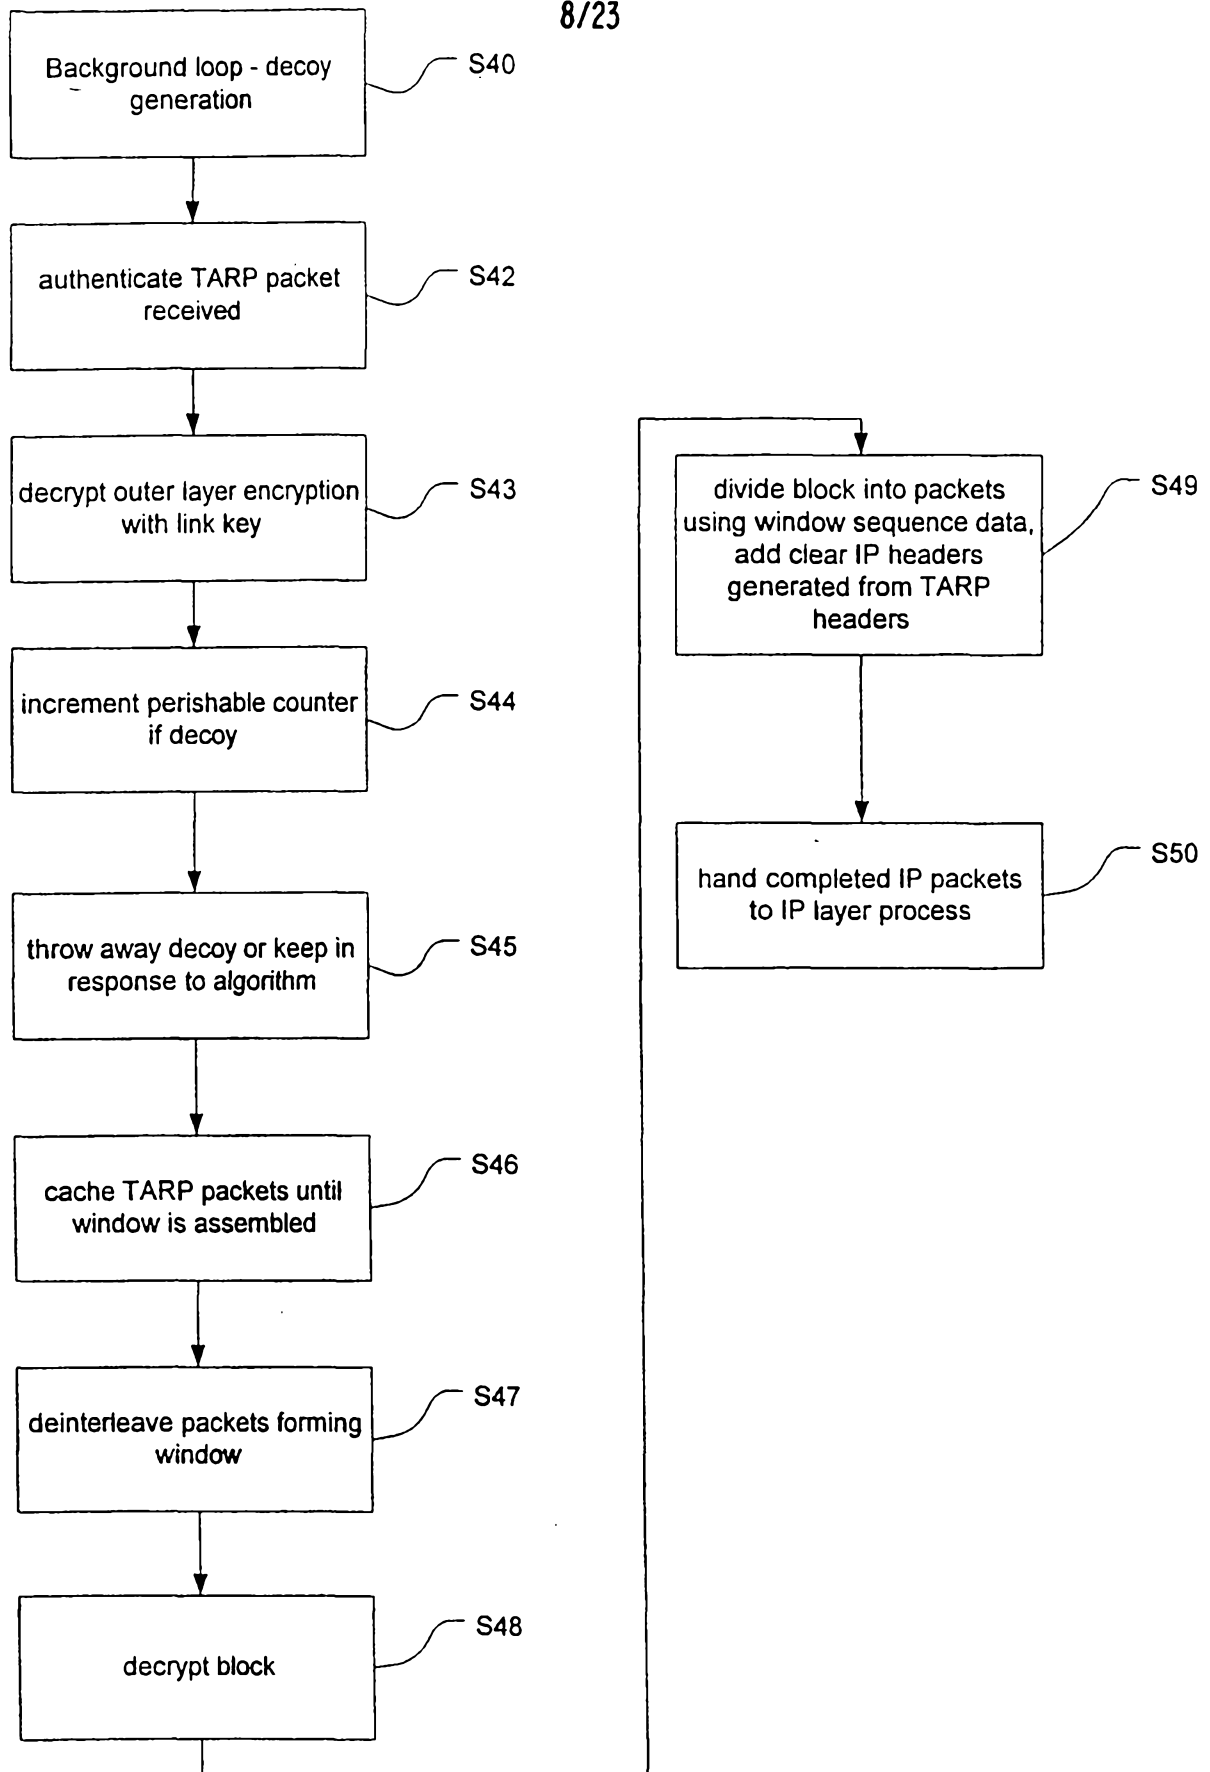 8/23
Background loop - decoy
generation
S40
authenticate TARP packet
received
S42
decrypt outer layer encryption
with link key
S43
increment perishable counter
if decoy
S44
throw away decoy or keep in
response to algorithm
S45
cache TARP packets until
window is assembled
S46
deinterleave packets forming
window
S47
decrypt block
S48
divide block into packets
using window sequence data,
add clear IP headers
generated from TARP
headers
S49
hand completed IP packets
to IP layer process
S50